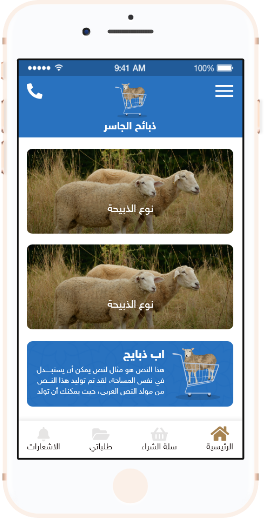 9:41 AM
100%
ذبائح الجاسر
نوع الذبيحة
نوع الذبيحة
اب ذبايح
هذا النص هو مثال لنص يمكن أن يستبدل
في نفس المساحة، لقد تم توليد هذا النص
من مولد النص العربى، حيث يمكنك أن تولد
الرئيسية
سلة الشراء
طلباتي
الاشعارات